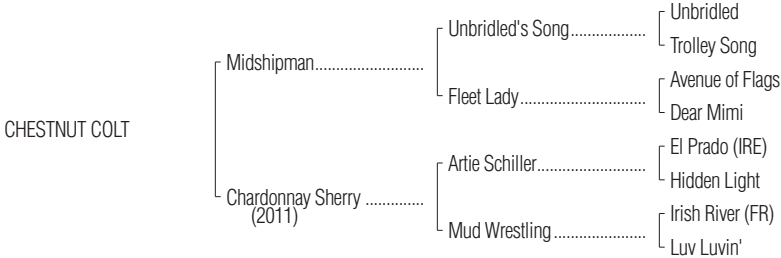 Unbridled
Unbridled's Song..................
Trolley Song
Midshipman..........................
Avenue of Flags
Fleet Lady..............................
Dear Mimi
CHESTNUT COLT
El Prado (IRE)
Artie Schiller..........................
Hidden Light
Chardonnay Sherry ..............
(2011)
Irish River (FR)
Mud Wrestling ......................
Luv Luvin'